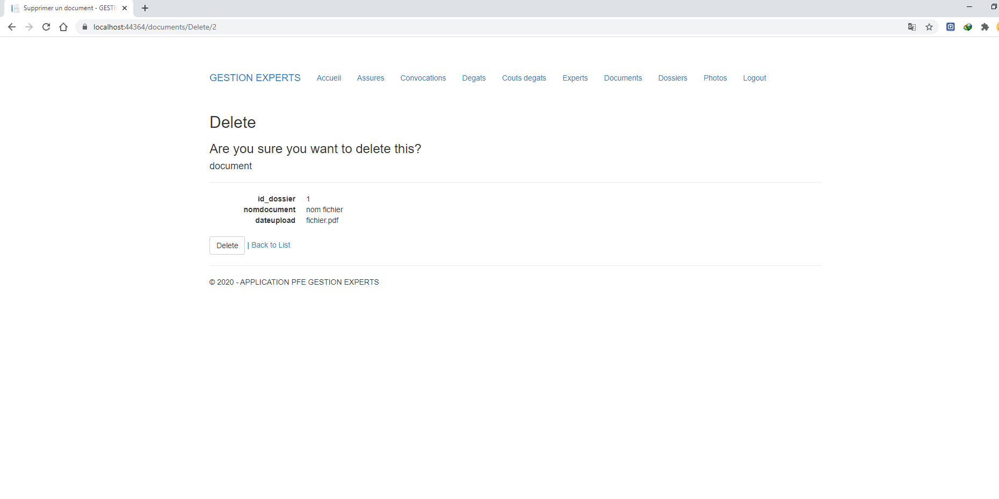 Supprimer un document - GESTI
localhost:44364/documents/Delete/2
GESTION EXPERTS Accueil Assures Convocations Degats Couts degats Experts Documents Dossiers Photos Logout
Delete
Are you sure you want to delete this?
document
id_dossier 1
nomdocument nom fichier
dateupload fichier.pdf
Delete | Back to List
© 2020 - APPLICATION PFE GESTION EXPERTS